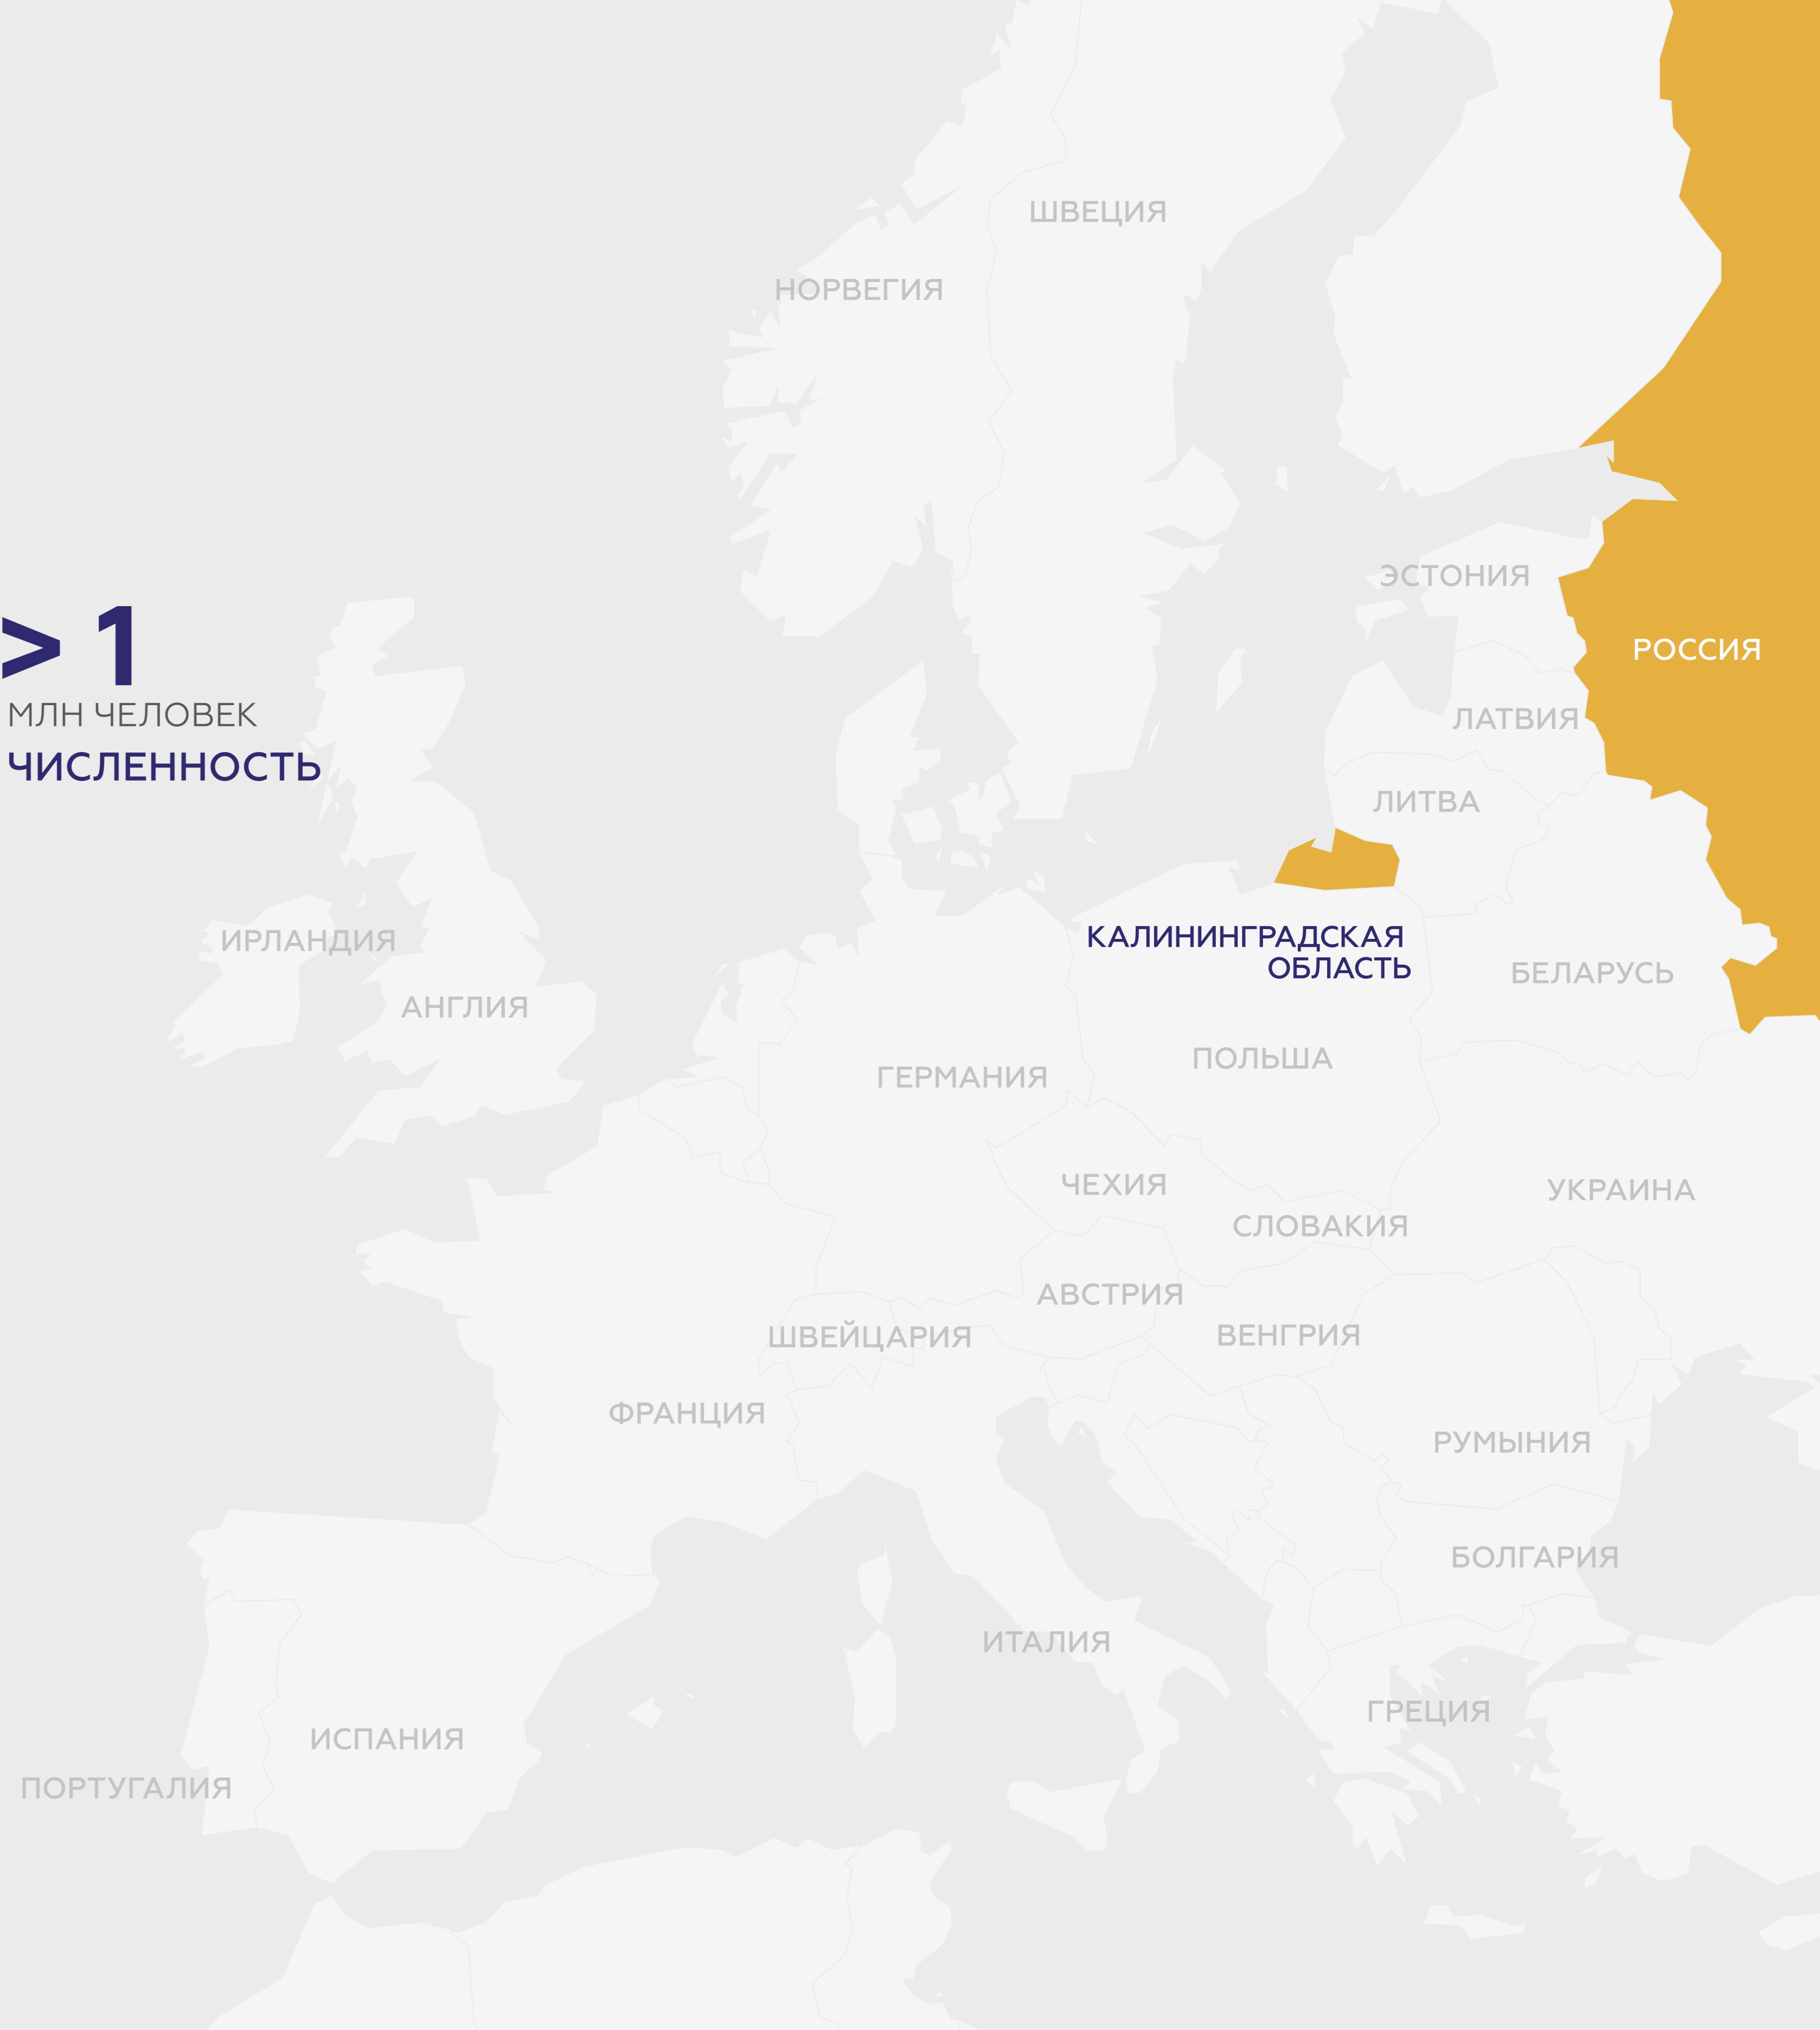 ШВЕЦИЯ
НОРВЕГИЯ
ЭСТОНИЯ
> 1
МЛН ЧЕЛОВЕК
ЧИСЛЕННОСТЬ
РОССИЯ
ЛАТВИЯ
ЛИТВА
ИРЛАНДИЯ
КАЛИНИНГРАДСКАЯ
ОБЛАСТЬ
БЕЛАРУСЬ
АНГЛИЯ
ПОЛЬША
ГЕРМАНИЯ
ЧЕХИЯ
УКРАИНА
СЛОВАКИЯ
АВСТРИЯ
ШВЕЙЦАРИЯ
ВЕНГРИЯ
ФРАНЦИЯ
РУМЫНИЯ
БОЛГАРИЯ
ИТАЛИЯ
ГРЕЦИЯ
ИСПАНИЯ
ПОРТУГАЛИЯ